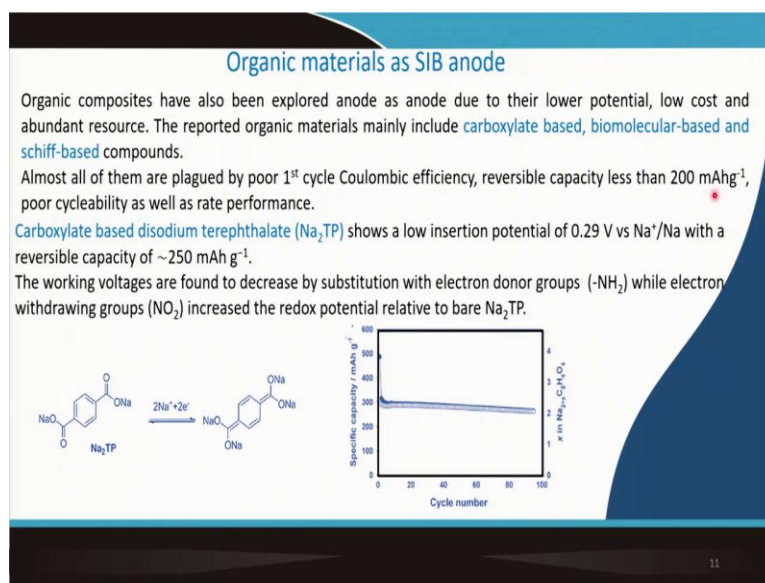 Organic materials as SIB anode
Organic composites have also been explored anode as anode due to their lower potential, low cost and
abundant resource. The reported organic materials mainly include carboxylate based, biomolecular-based and
schiff-based compounds.
Almost all of them are plagued by poor 1st cycle Coulombic efficiency, reversible capacity less than 200 mAhg-1,
poor cycleability as well as rate performance.
Carboxylate based disodium terephthalate (Na2TP) shows a low insertion potential of 0.29 V vs Na+/Na with a
reversible capacity of ~250 mAh g−1.
The working voltages are found to decrease by substitution with electron donor groups (-NH2) while electron
withdrawing groups (NO2) increased the redox potential relative to bare Na2TP.
O
ONa
NaO
O
Na2TP
2Na++2e-
ONa
ONa
NaO
ONa
Specific capacity / mAh g-1
600
500
400
300
200
100
0
0 20 40 60 80 100
Cycle number
4
3
2
1
0
x in Na2+xC8H4O4
11